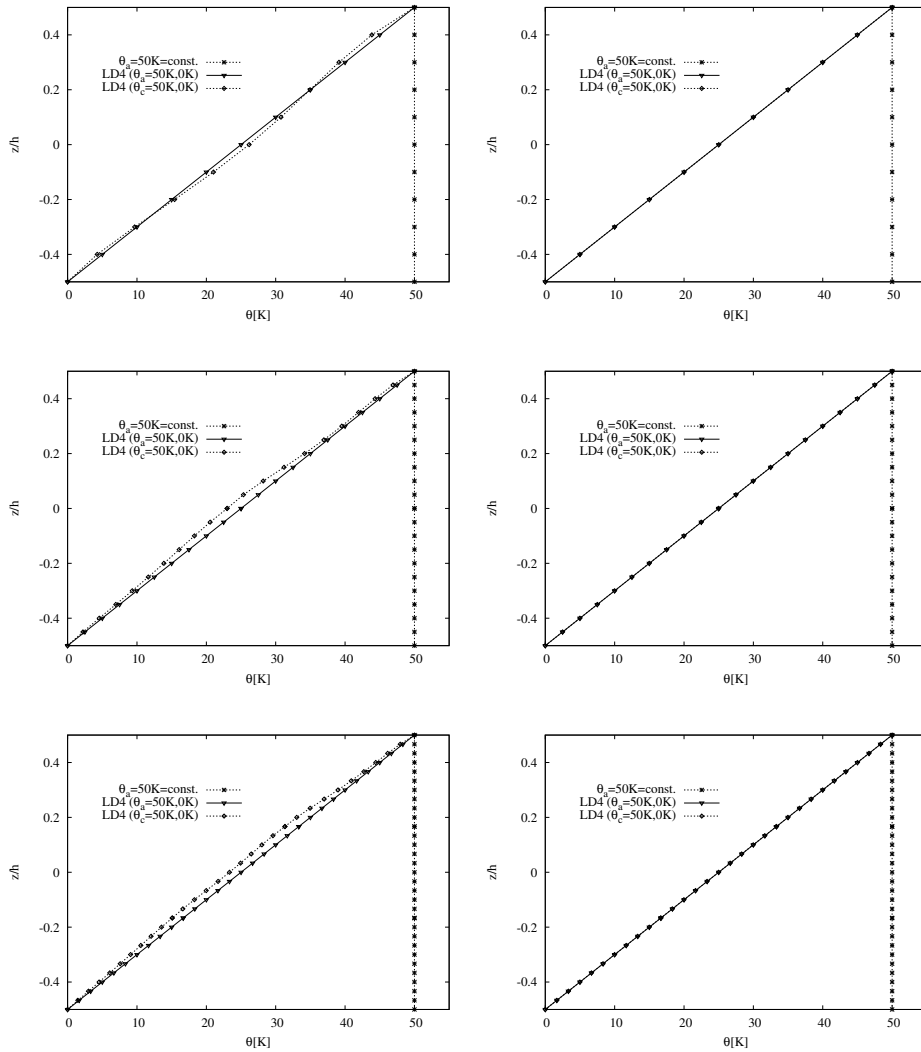 0.4
0.2
0
-0.2
-0.4
z/h
θa=50K=const.
LD4 (θa=50K,0K)
LD4 (θc=50K,0K)
0 10 20 30 40 50
θ[K]
0.4
0.2
0
-0.2
-0.4
z/h
θa=50K=const.
LD4 (θa=50K,0K)
LD4 (θc=50K,0K)
0 10 20 30 40 50
θ[K]
0.4
0.2
0
-0.2
-0.4
z/h
θa=50K=const.
LD4 (θa=50K,0K)
LD4 (θc=50K,0K)
0 10 20 30 40 50
θ[K]
0.4
0.2
0
-0.2
-0.4
z/h
θa=50K=const.
LD4 (θa=50K,0K)
LD4 (θc=50K,0K)
0 10 20 30 40 50
θ[K]
0.4
0.2
0
-0.2
-0.4
z/h
θa=50K=const.
LD4 (θa=50K,0K)
LD4 (θc=50K,0K)
0 10 20 30 40 50
θ[K]
0.4
0.2
0
-0.2
-0.4
z/h
θa=50K=const.
LD4 (θa=50K,0K)
LD4 (θc=50K,0K)
0 10 20 30 40 50
θ[K]